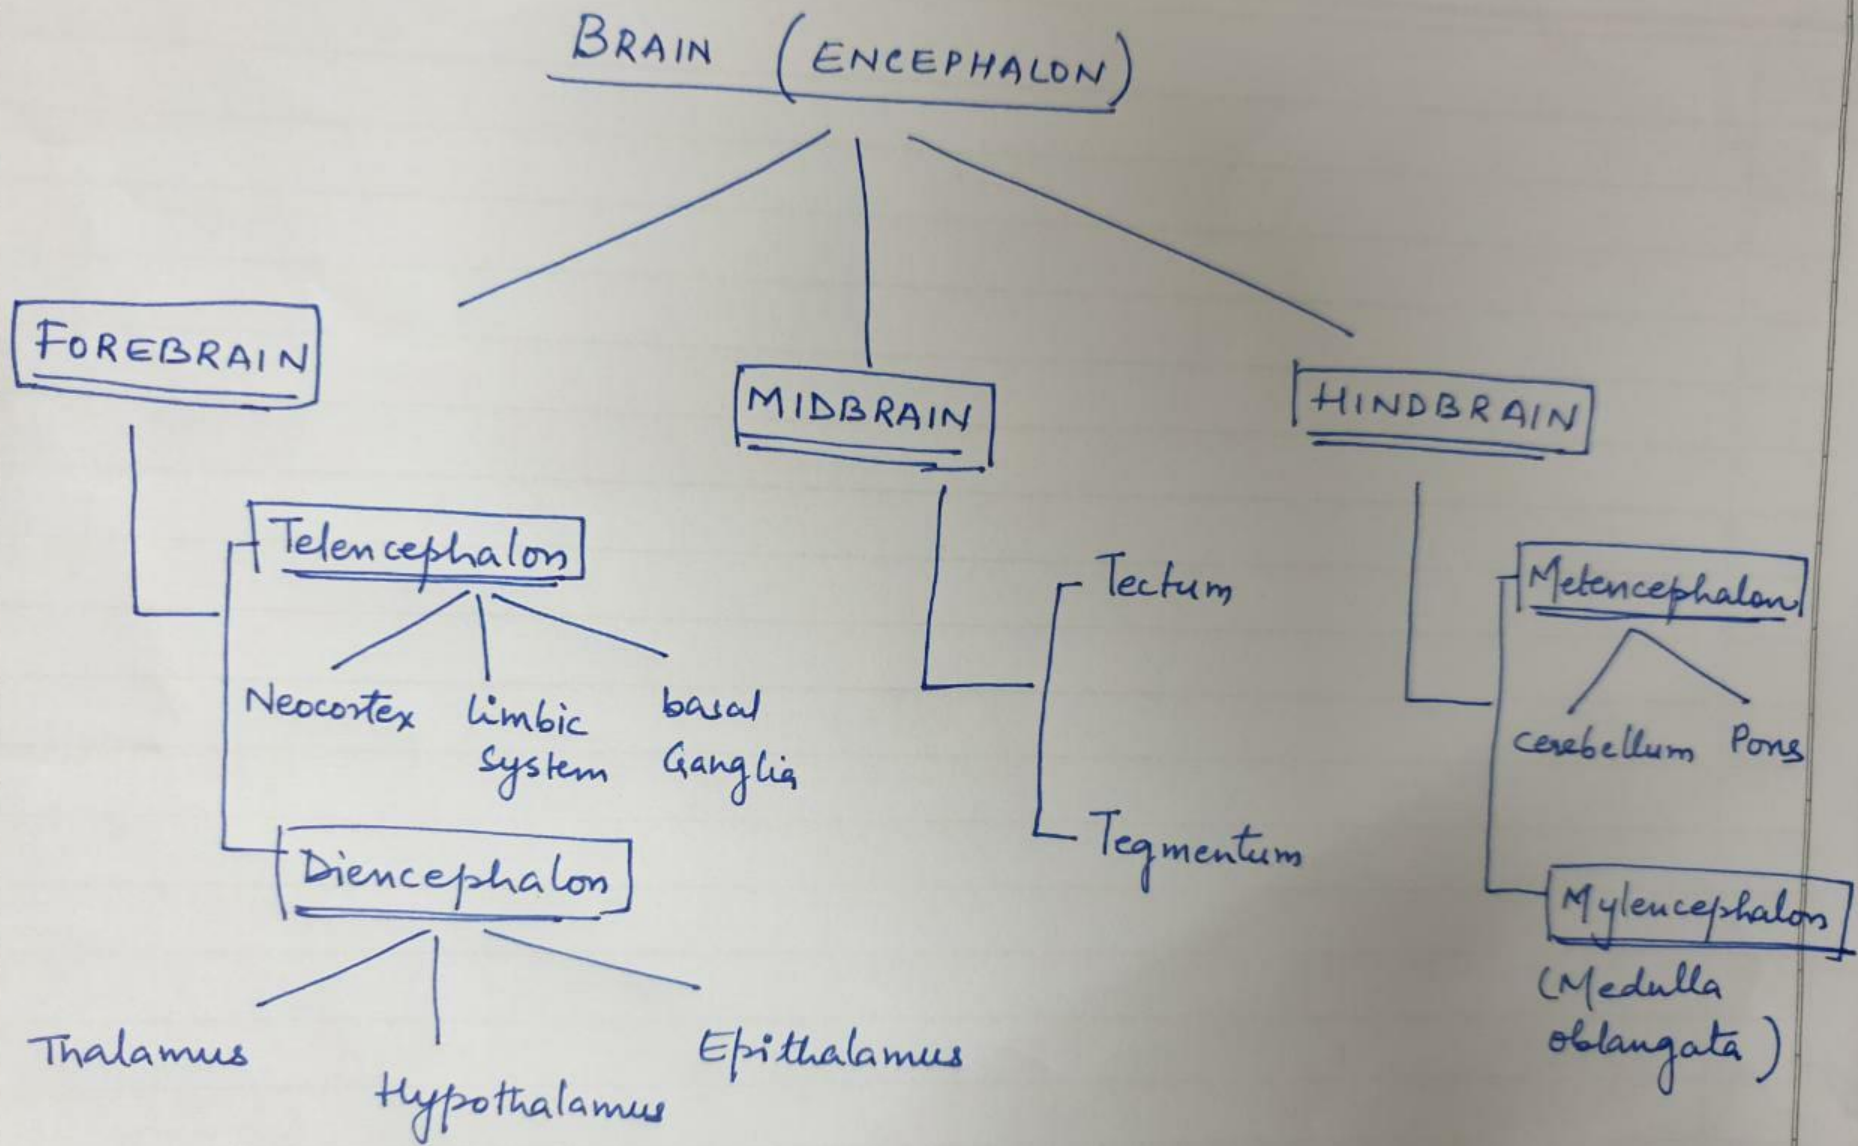 BRAIN (ENCEPHALON)
FOREBRAIN
MIDBRAIN
HINDBRAIN
Telencephalon
Neocortex
limbic
System
basal
Ganglia
Diencephalon
Thalamus
Hypothalamus
Epithalamus
Tectum
Tegmentum
Metencephalon
cerebellum
Pons
Mylencephalon
(Medulla
oblangata)